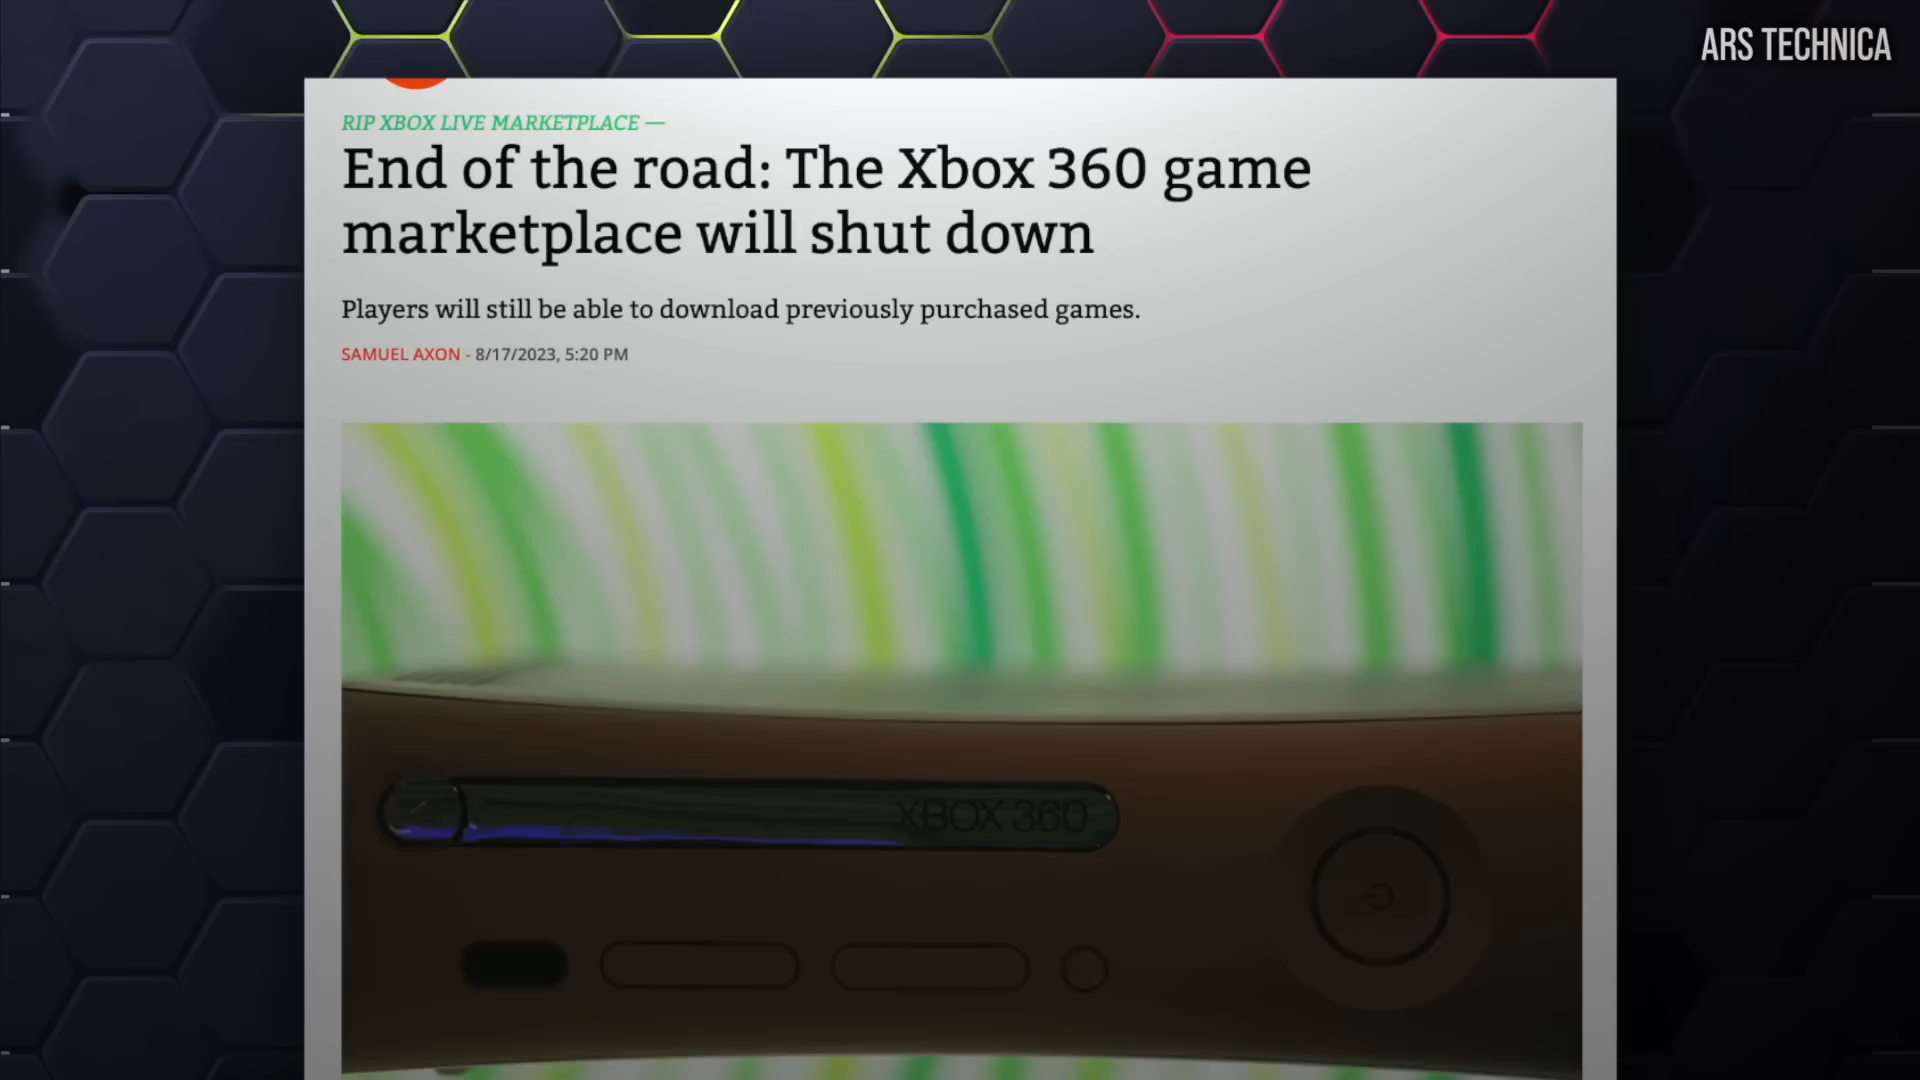 ARS TECHNICA
RIP XBOX LIVE MARKETPLACE —
End of the road: The Xbox 360 game
marketplace will shut down
Players will still be able to download previously purchased games.
SAMUEL AXON - 8/17/2023, 5:20 PM
XBOX 360